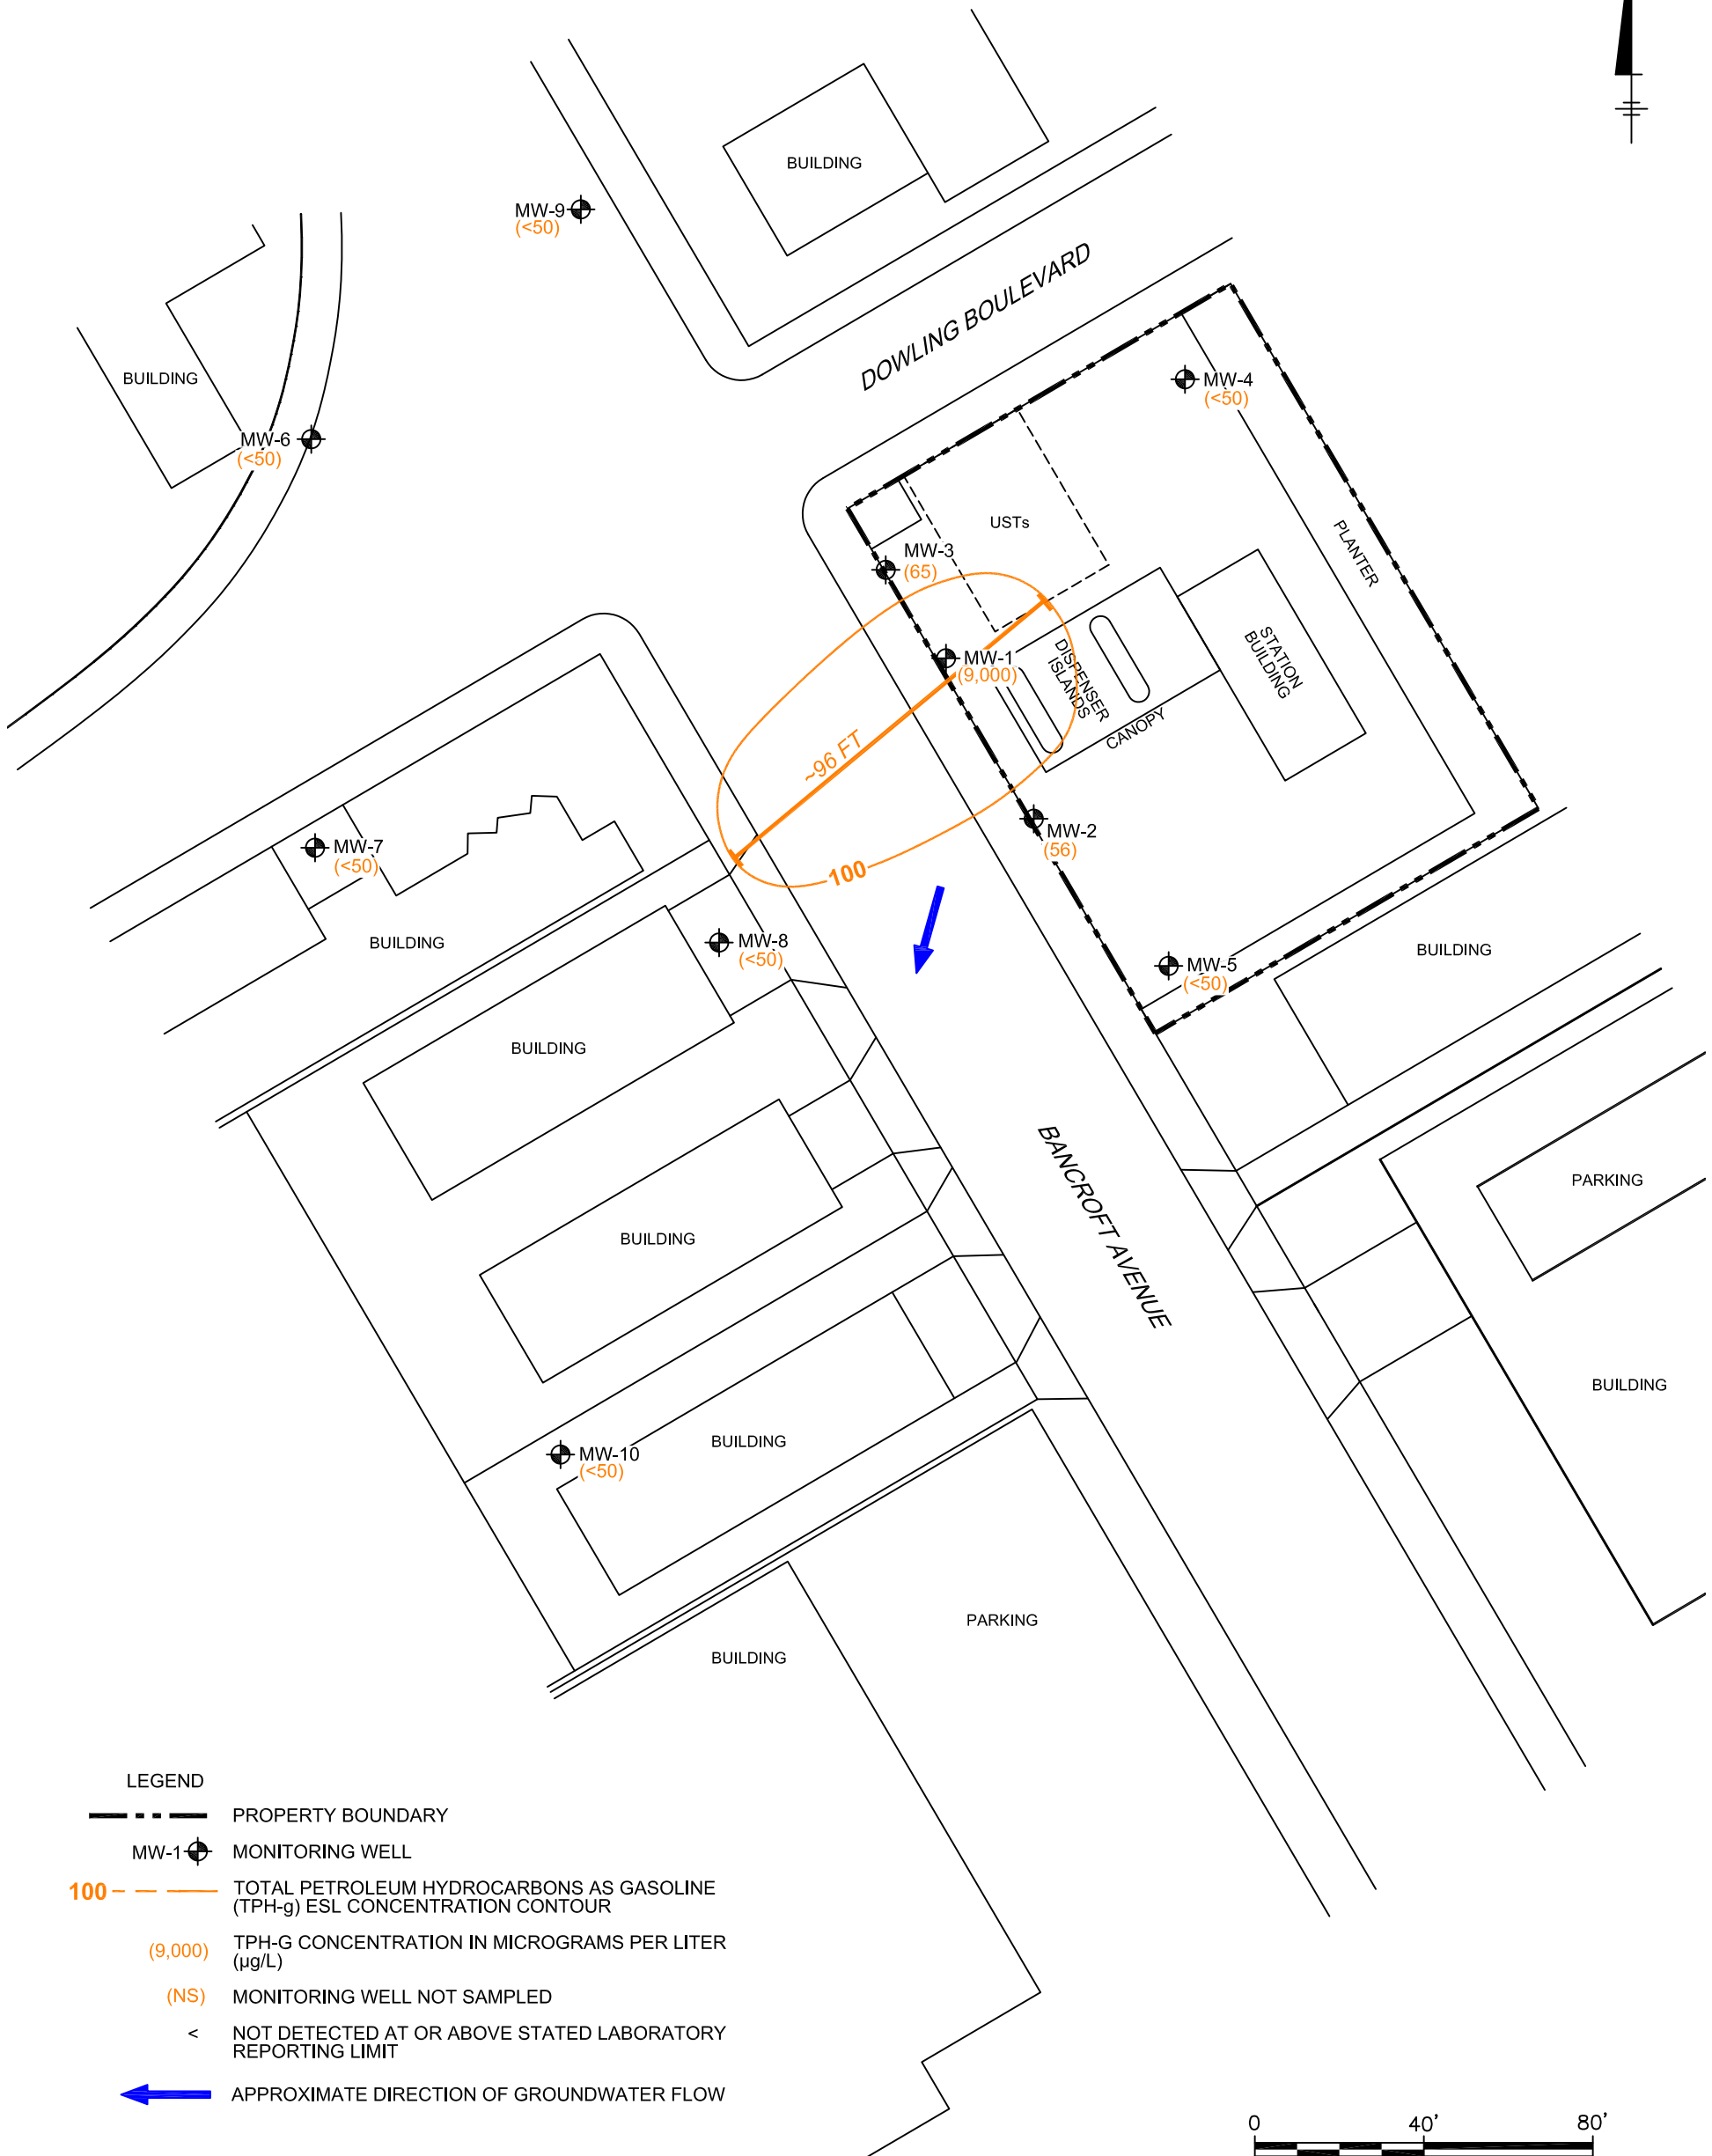 BUILDING
MW-9
(<50)
DOWLING BOULEVARD
BUILDING
MW-4
(<50)
MW-6
(<50)
USTs
PLANTER
MW-3
(65)
MW-1
(9,000)
DISPENSER
ISLANDS
STATION
BUILDING
CANOPY
~96 FT
MW-2
(56)
100
MW-7
(<50)
BUILDING
MW-8
(<50)
MW-5
(<50)
BUILDING
BUILDING
BANCROFT AVENUE
PARKING
BUILDING
BUILDING
MW-10
(<50)
BUILDING
PARKING
BUILDING
LEGEND
PROPERTY BOUNDARY
MW-1
MONITORING WELL
100
TOTAL PETROLEUM HYDROCARBONS AS GASOLINE
(TPH-g) ESL CONCENTRATION CONTOUR
(9,000)
TPH-G CONCENTRATION IN MICROGRAMS PER LITER
(µg/L)
(NS)
MONITORING WELL NOT SAMPLED
<
NOT DETECTED AT OR ABOVE STATED LABORATORY
REPORTING LIMIT
APPROXIMATE DIRECTION OF GROUNDWATER FLOW
0 40' 80'